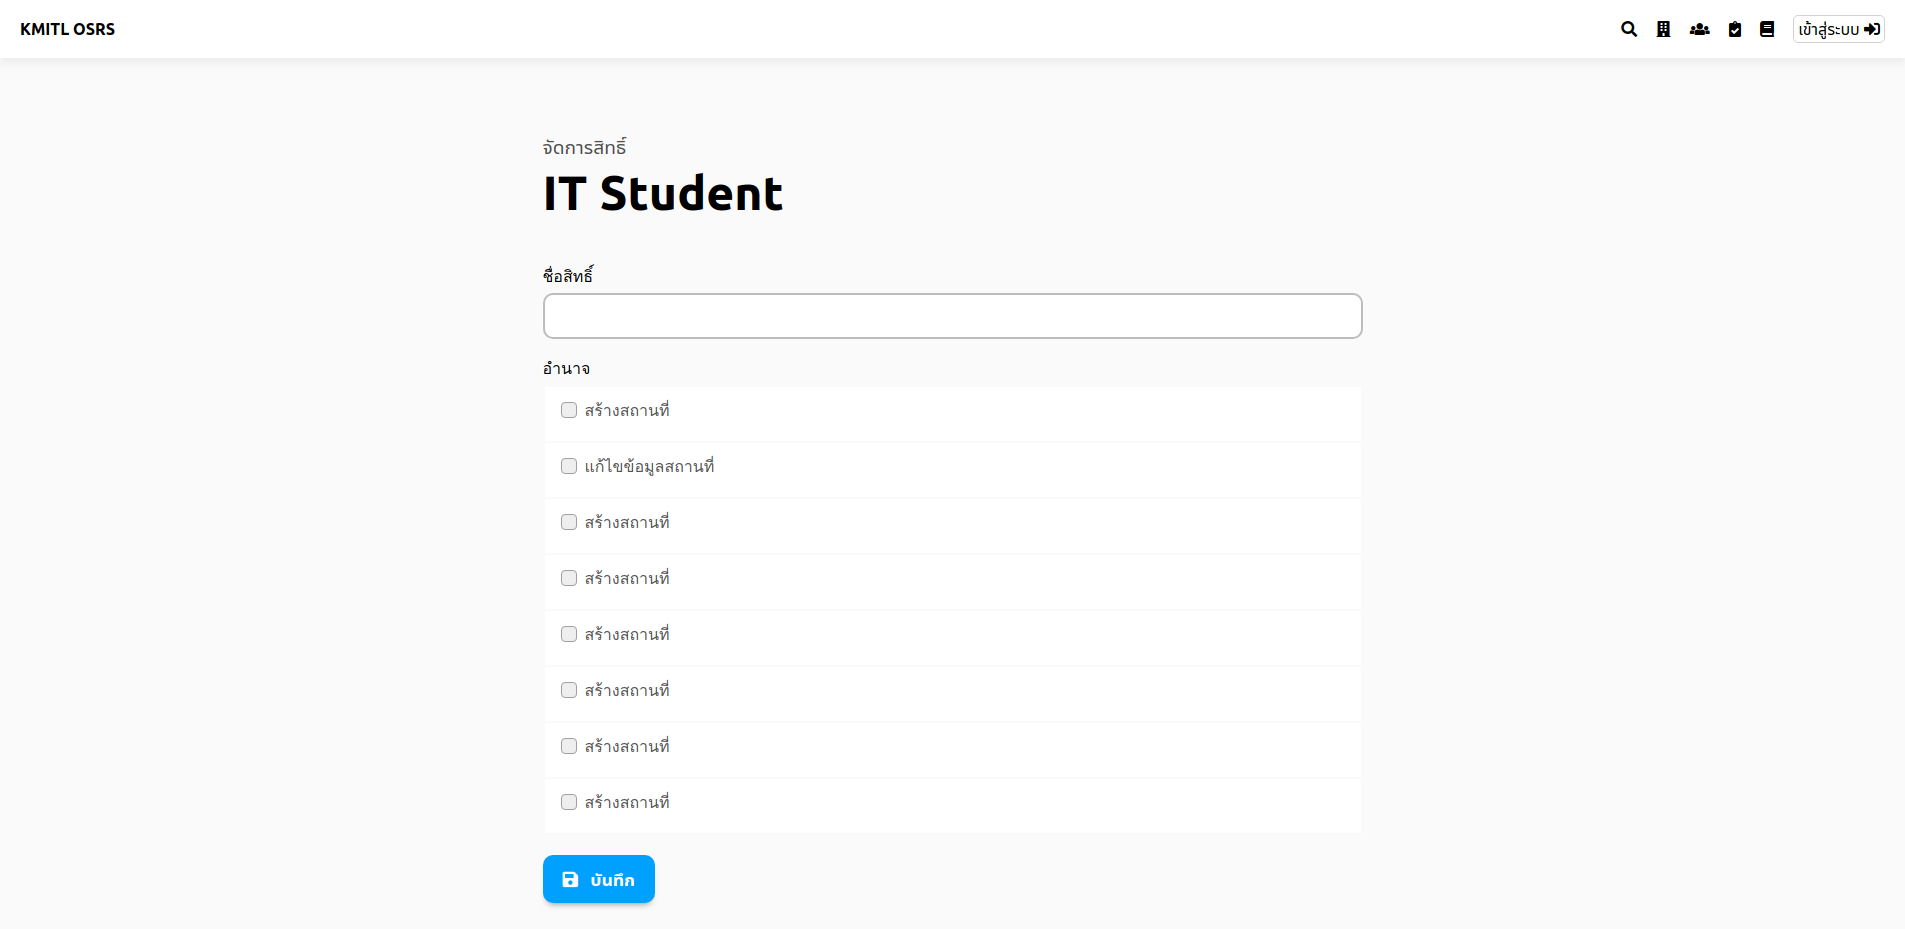 KMITL OSRS
เข้าสู่ระบบ
จัดการสิทธิ์
IT Student
ชื่อสิทธิ์
อำนาจ
สร้างสถานที่
แก้ไขข้อมูลสถานที่
สร้างสถานที่
สร้างสถานที่
สร้างสถานที่
สร้างสถานที่
สร้างสถานที่
สร้างสถานที่
บันทึก